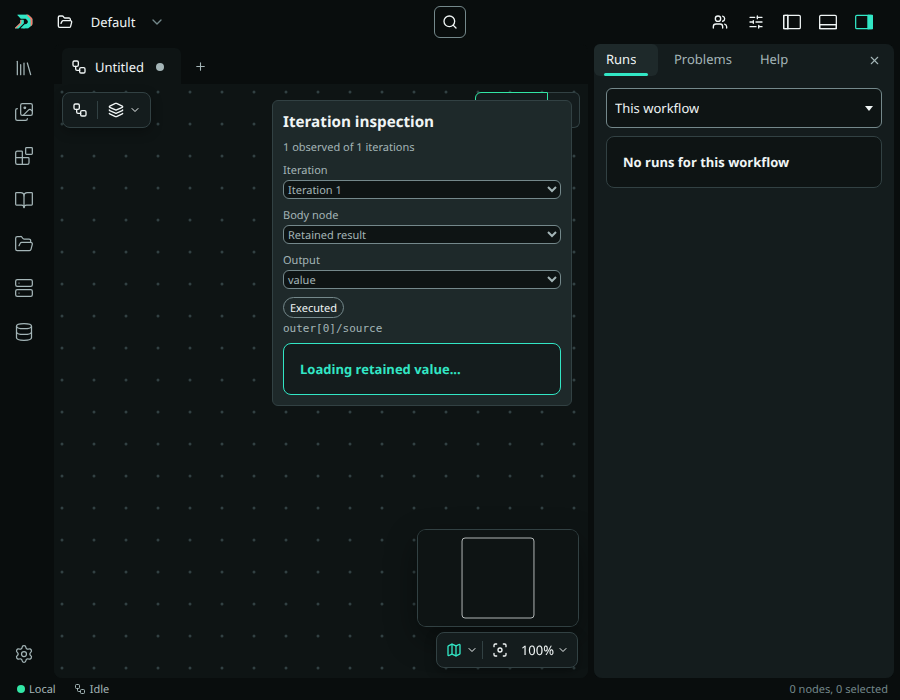 Default
Untitled
Iteration inspection
1 observed of 1 iterations
Iteration
Iteration 1
Body node
Retained result
Output
value
Executed
outer[0]/source
Loading retained value...
100%
Runs
Problems
Help
This workflow
No runs for this workflow
Local
Idle
0 nodes, 0 selected